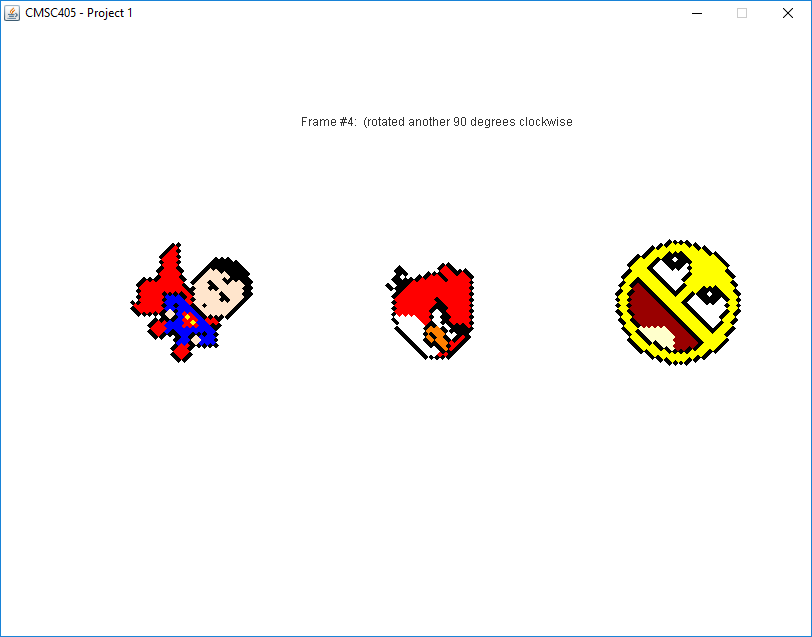 CMSC405 - Project 1
Frame #4:  (rotated another 90 degrees clockwise